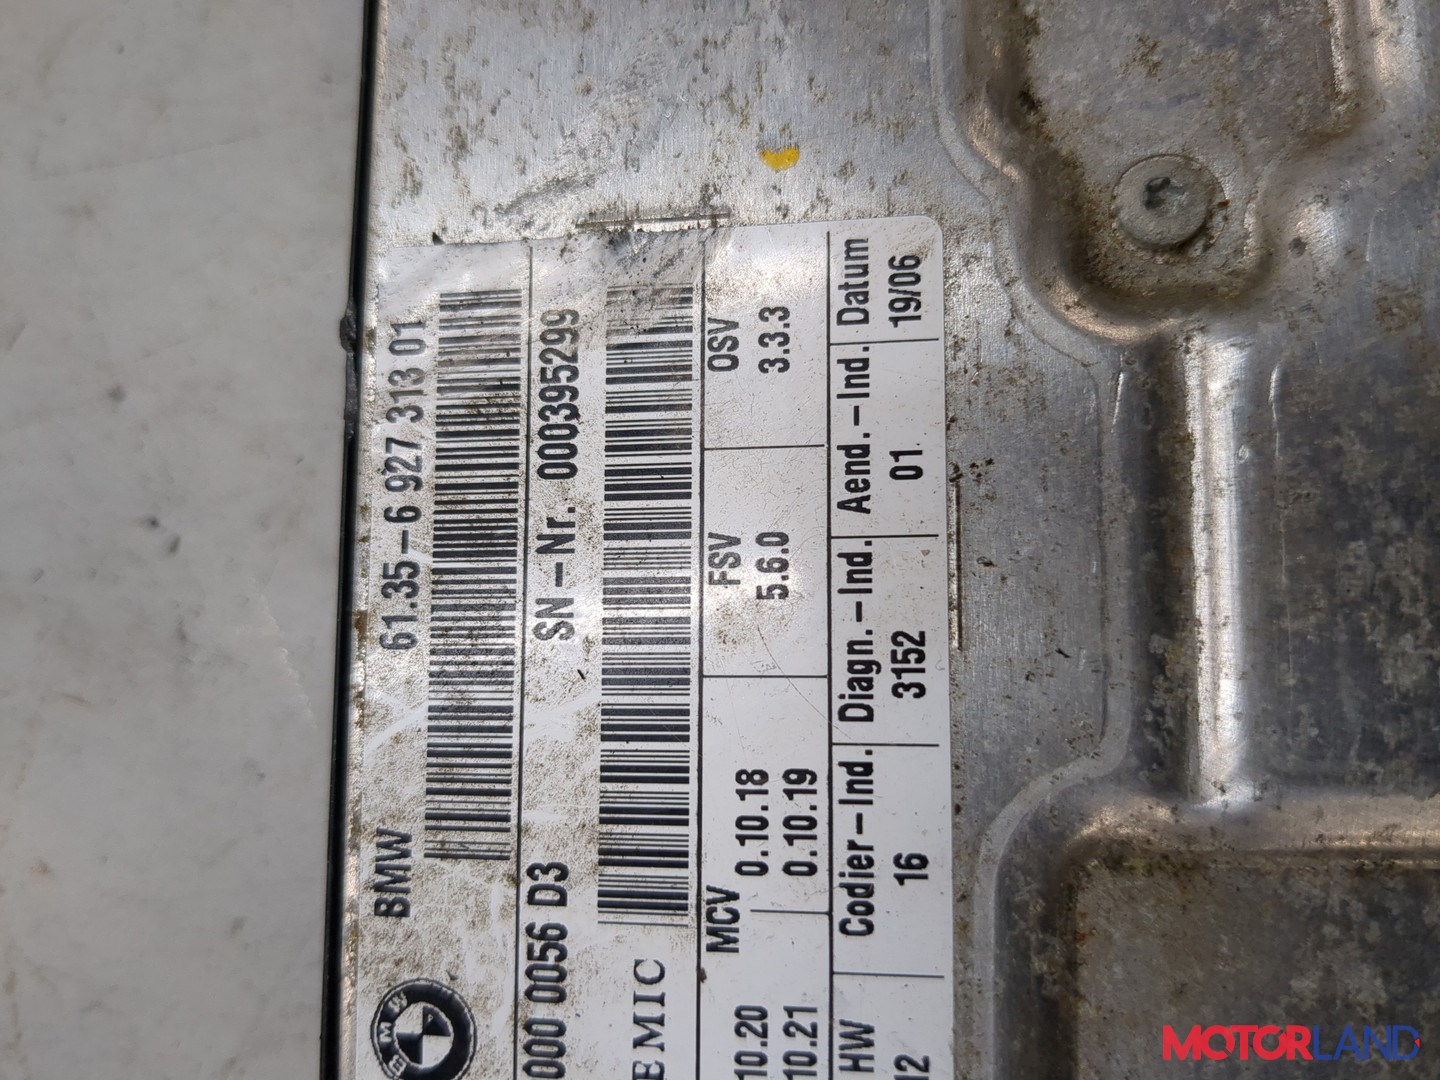 BMW 61.35-6 927 313 01
000 0056 D3 SN-Nr. 000395299
EMIC
MCV FSV OSV
10.20 0.10.18 5.6.0 3.3.3
10.21 0.10.19
HW Codier-Ind. Diagn.-Ind. Aend.-Ind. Datum
12 16 3152 01 19/06
BMW
MOTORLAND